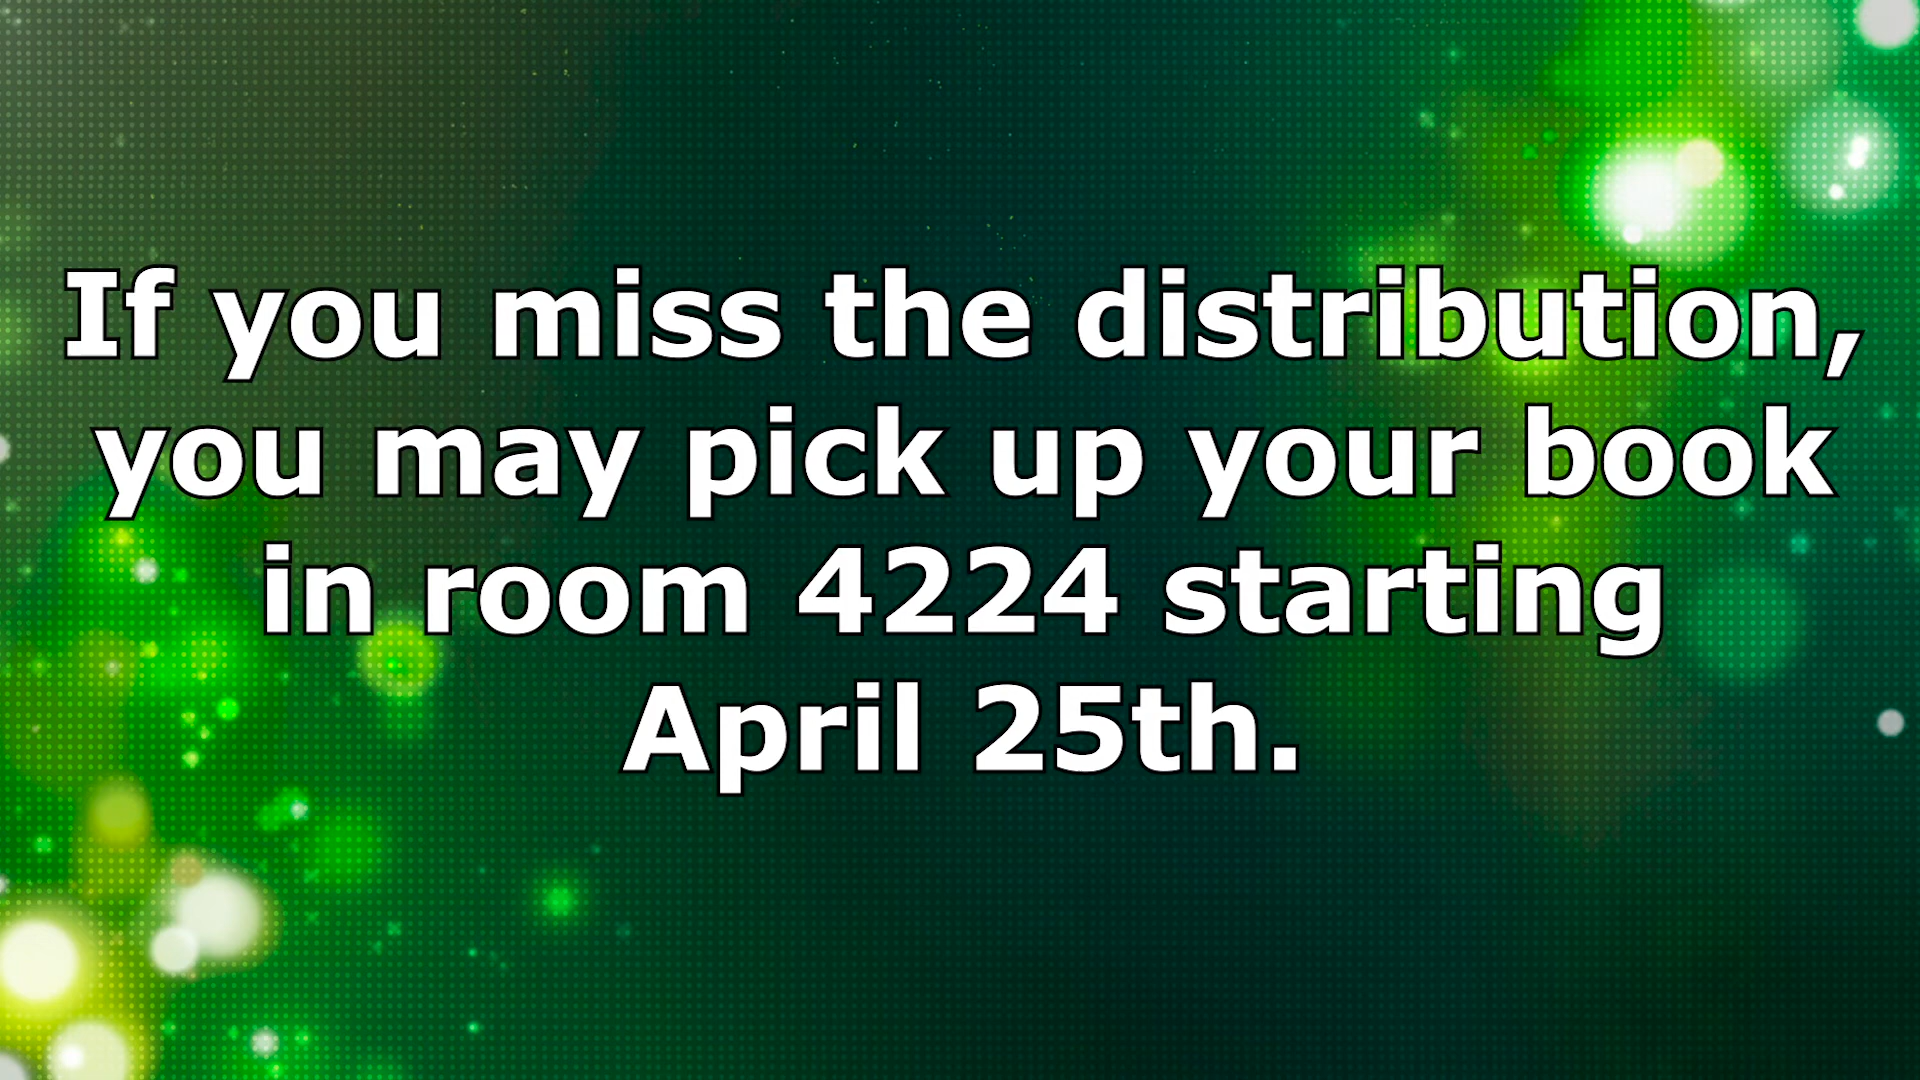 If you miss the distribution,
you may pick up your book
in room 4224 starting
April 25th.